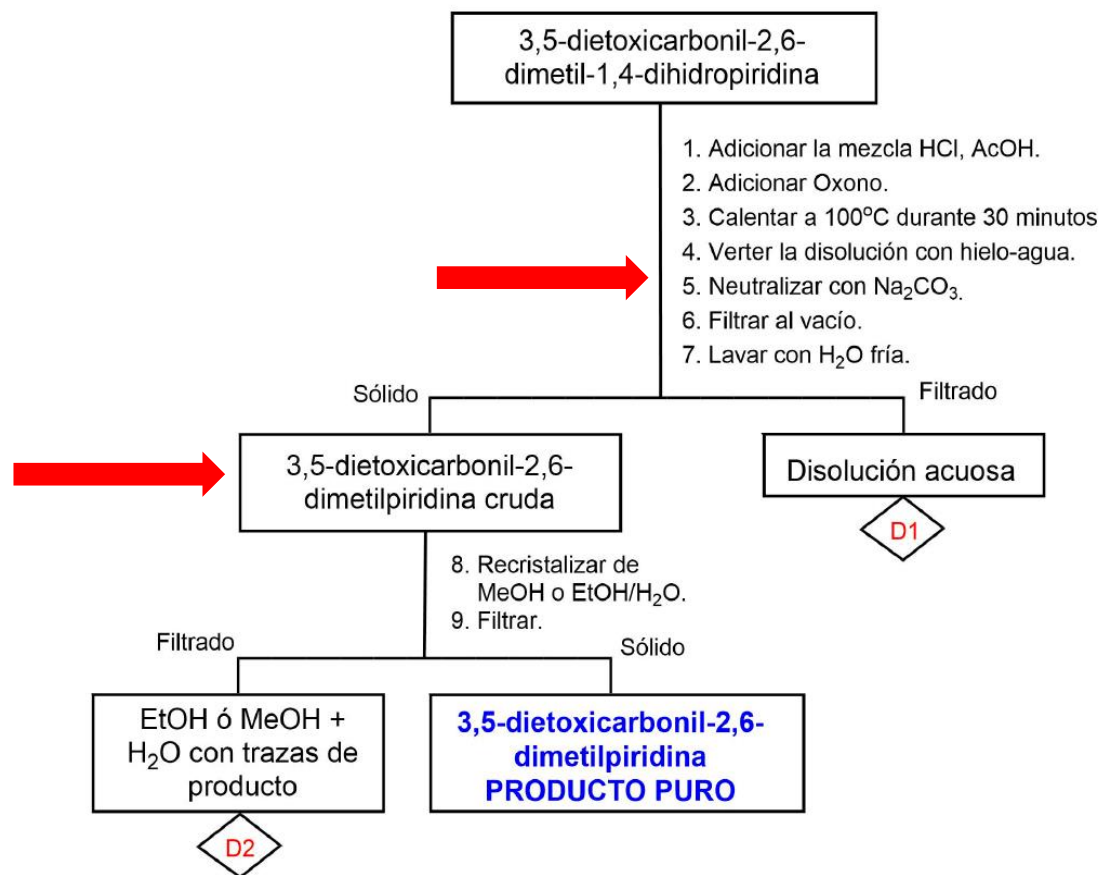 3,5-dietoxicarbonil-2,6-
dimetil-1,4-dihidropiridina
1. Adicionar la mezcla HCl, AcOH.
2. Adicionar Oxono.
3. Calentar a 100°C durante 30 minutos
4. Verter la disolución con hielo-agua.
5. Neutralizar con Na₂CO₃.
6. Filtrar al vacío.
7. Lavar con H₂O fría.
Sólido
Filtrado
3,5-dietoxicarbonil-2,6-
dimetilpiridina cruda
Disolución acuosa
D1
8. Recristalizar de
MeOH o EtOH/H₂O.
9. Filtrar.
Filtrado
Sólido
EtOH ó MeOH +
H₂O con trazas de
producto
3,5-dietoxicarbonil-2,6-
dimetilpiridina
PRODUCTO PURO
D2